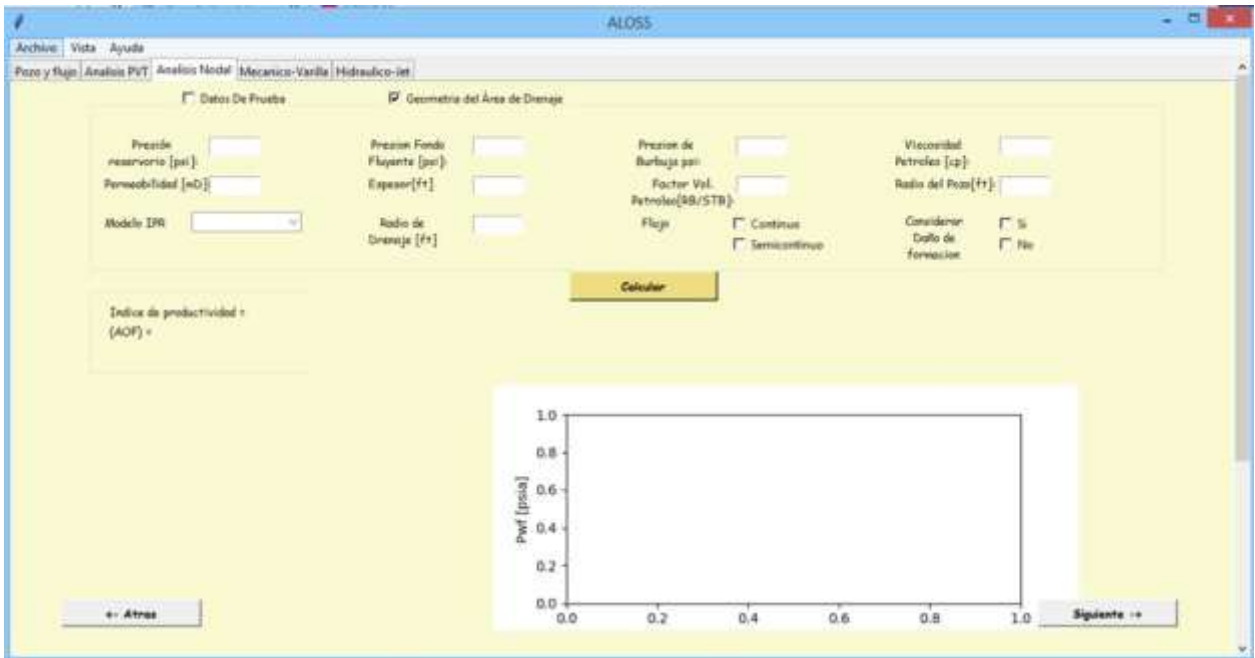 ALOSS
Archivo Vista Ayuda
Pozo y flujo Analisis PVT Analisis Nodal Mecanico-Varilla Hidraulico-Jet
Datos De Prueba Geometria del Área de Drenaje
Presión reservorio [psi]: Presion Fondo Fluyente [psi]: Presion de Burbuja psi: Viscosidad Petroleo [cp]:
Permeabilidad [mD]: Espesor[ft] Factor Vol. Petroleo[RB/STB]: Radio del Pozo[ft]:
Modelo IPR Radio de Drenaje [ft] Flujo Continuo Semicontinuo Considerar Daño de formacion Si No
Calcular
Indice de productividad =
(AOF) =
Pwf [psia]
1.0
0.8
0.6
0.4
0.2
0.0
0.0 0.2 0.4 0.6 0.8 1.0
<- Atras Siguiente ->